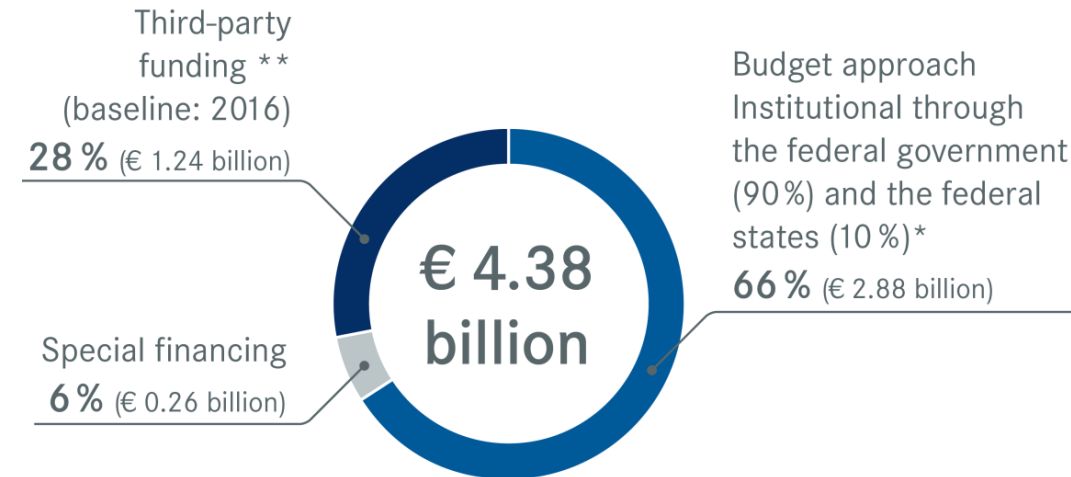 Third-party
funding **
(baseline: 2016)
28 % (€ 1.24 billion)
Special financing
6 % (€ 0.26 billion)
€ 4.38
billion
Budget approach
Institutional through
the federal government
(90 %) and the federal
states (10 %)*
66 % (€ 2.88 billion)